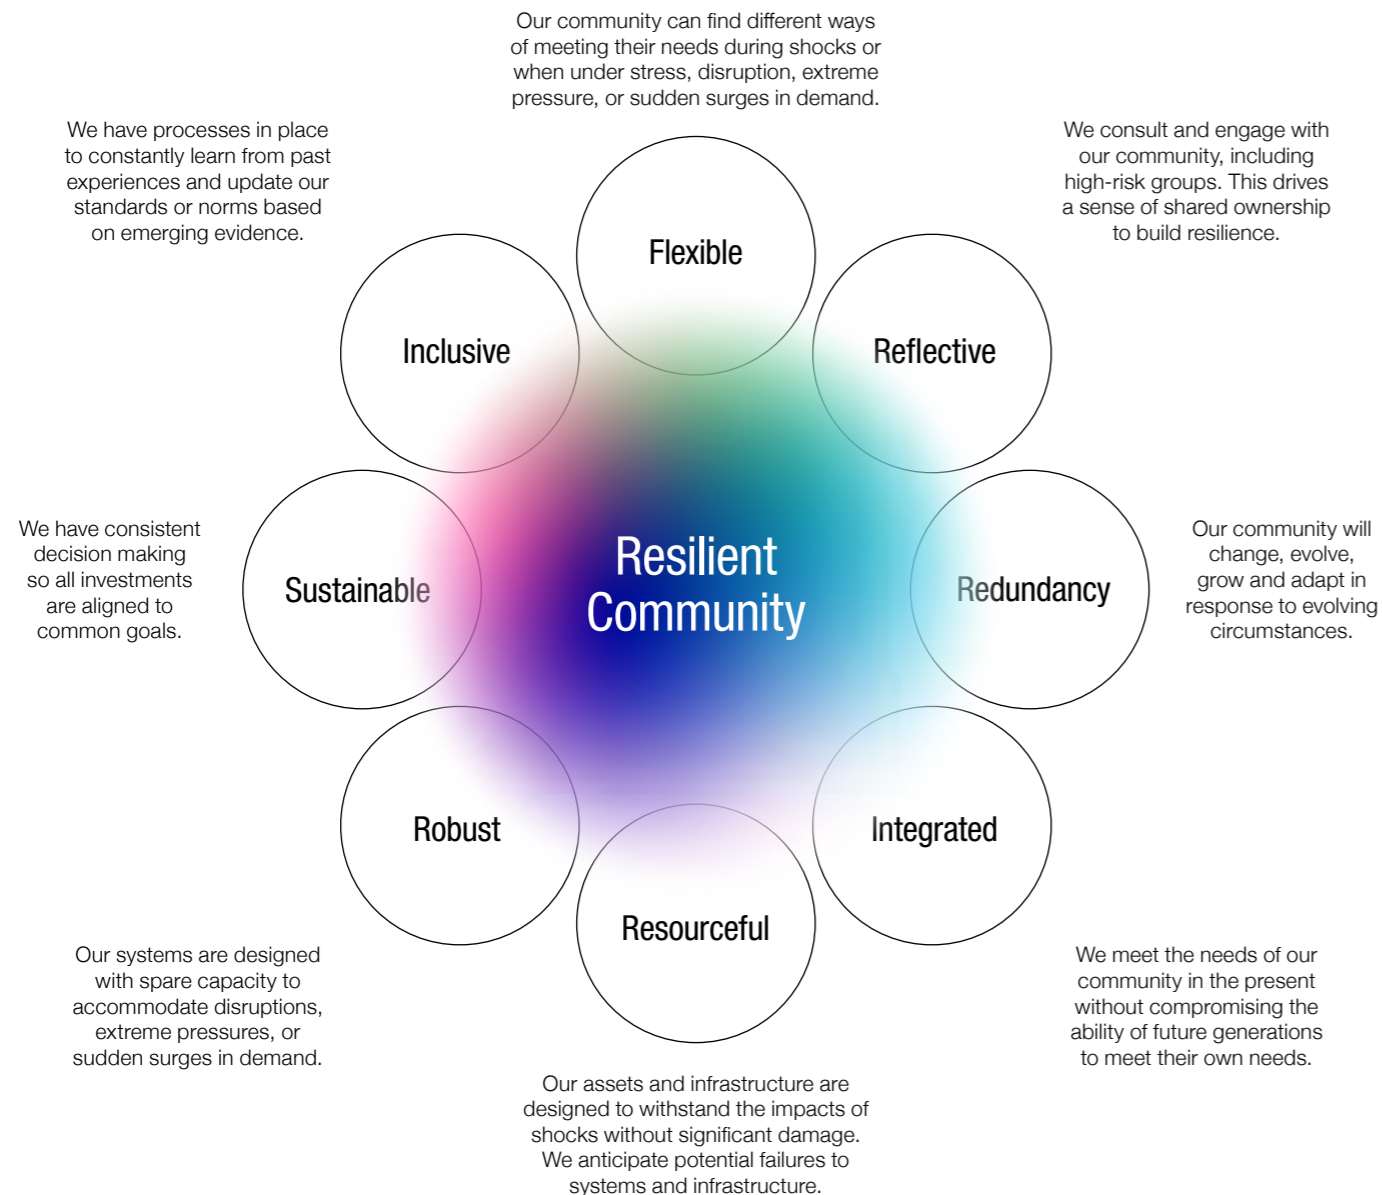 Our community can find different ways
of meeting their needs during shocks or
when under stress, disruption, extreme
pressure, or sudden surges in demand.
We have processes in place
to constantly learn from past
experiences and update our
standards or norms based
on emerging evidence.
We consult and engage with
our community, including
high-risk groups. This drives
a sense of shared ownership
to build resilience.
Flexible
Inclusive
Reflective
We have consistent
decision making
so all investments
are aligned to
common goals.
Sustainable
Resilient
Community
Redundancy
Our community will
change, evolve,
grow and adapt in
response to evolving
circumstances.
Robust
Integrated
Resourceful
Our systems are designed
with spare capacity to
accommodate disruptions,
extreme pressures, or
sudden surges in demand.
We meet the needs of our
community in the present
without compromising the
ability of future generations
to meet their own needs.
Our assets and infrastructure are
designed to withstand the impacts of
shocks without significant damage.
We anticipate potential failures to
systems and infrastructure.